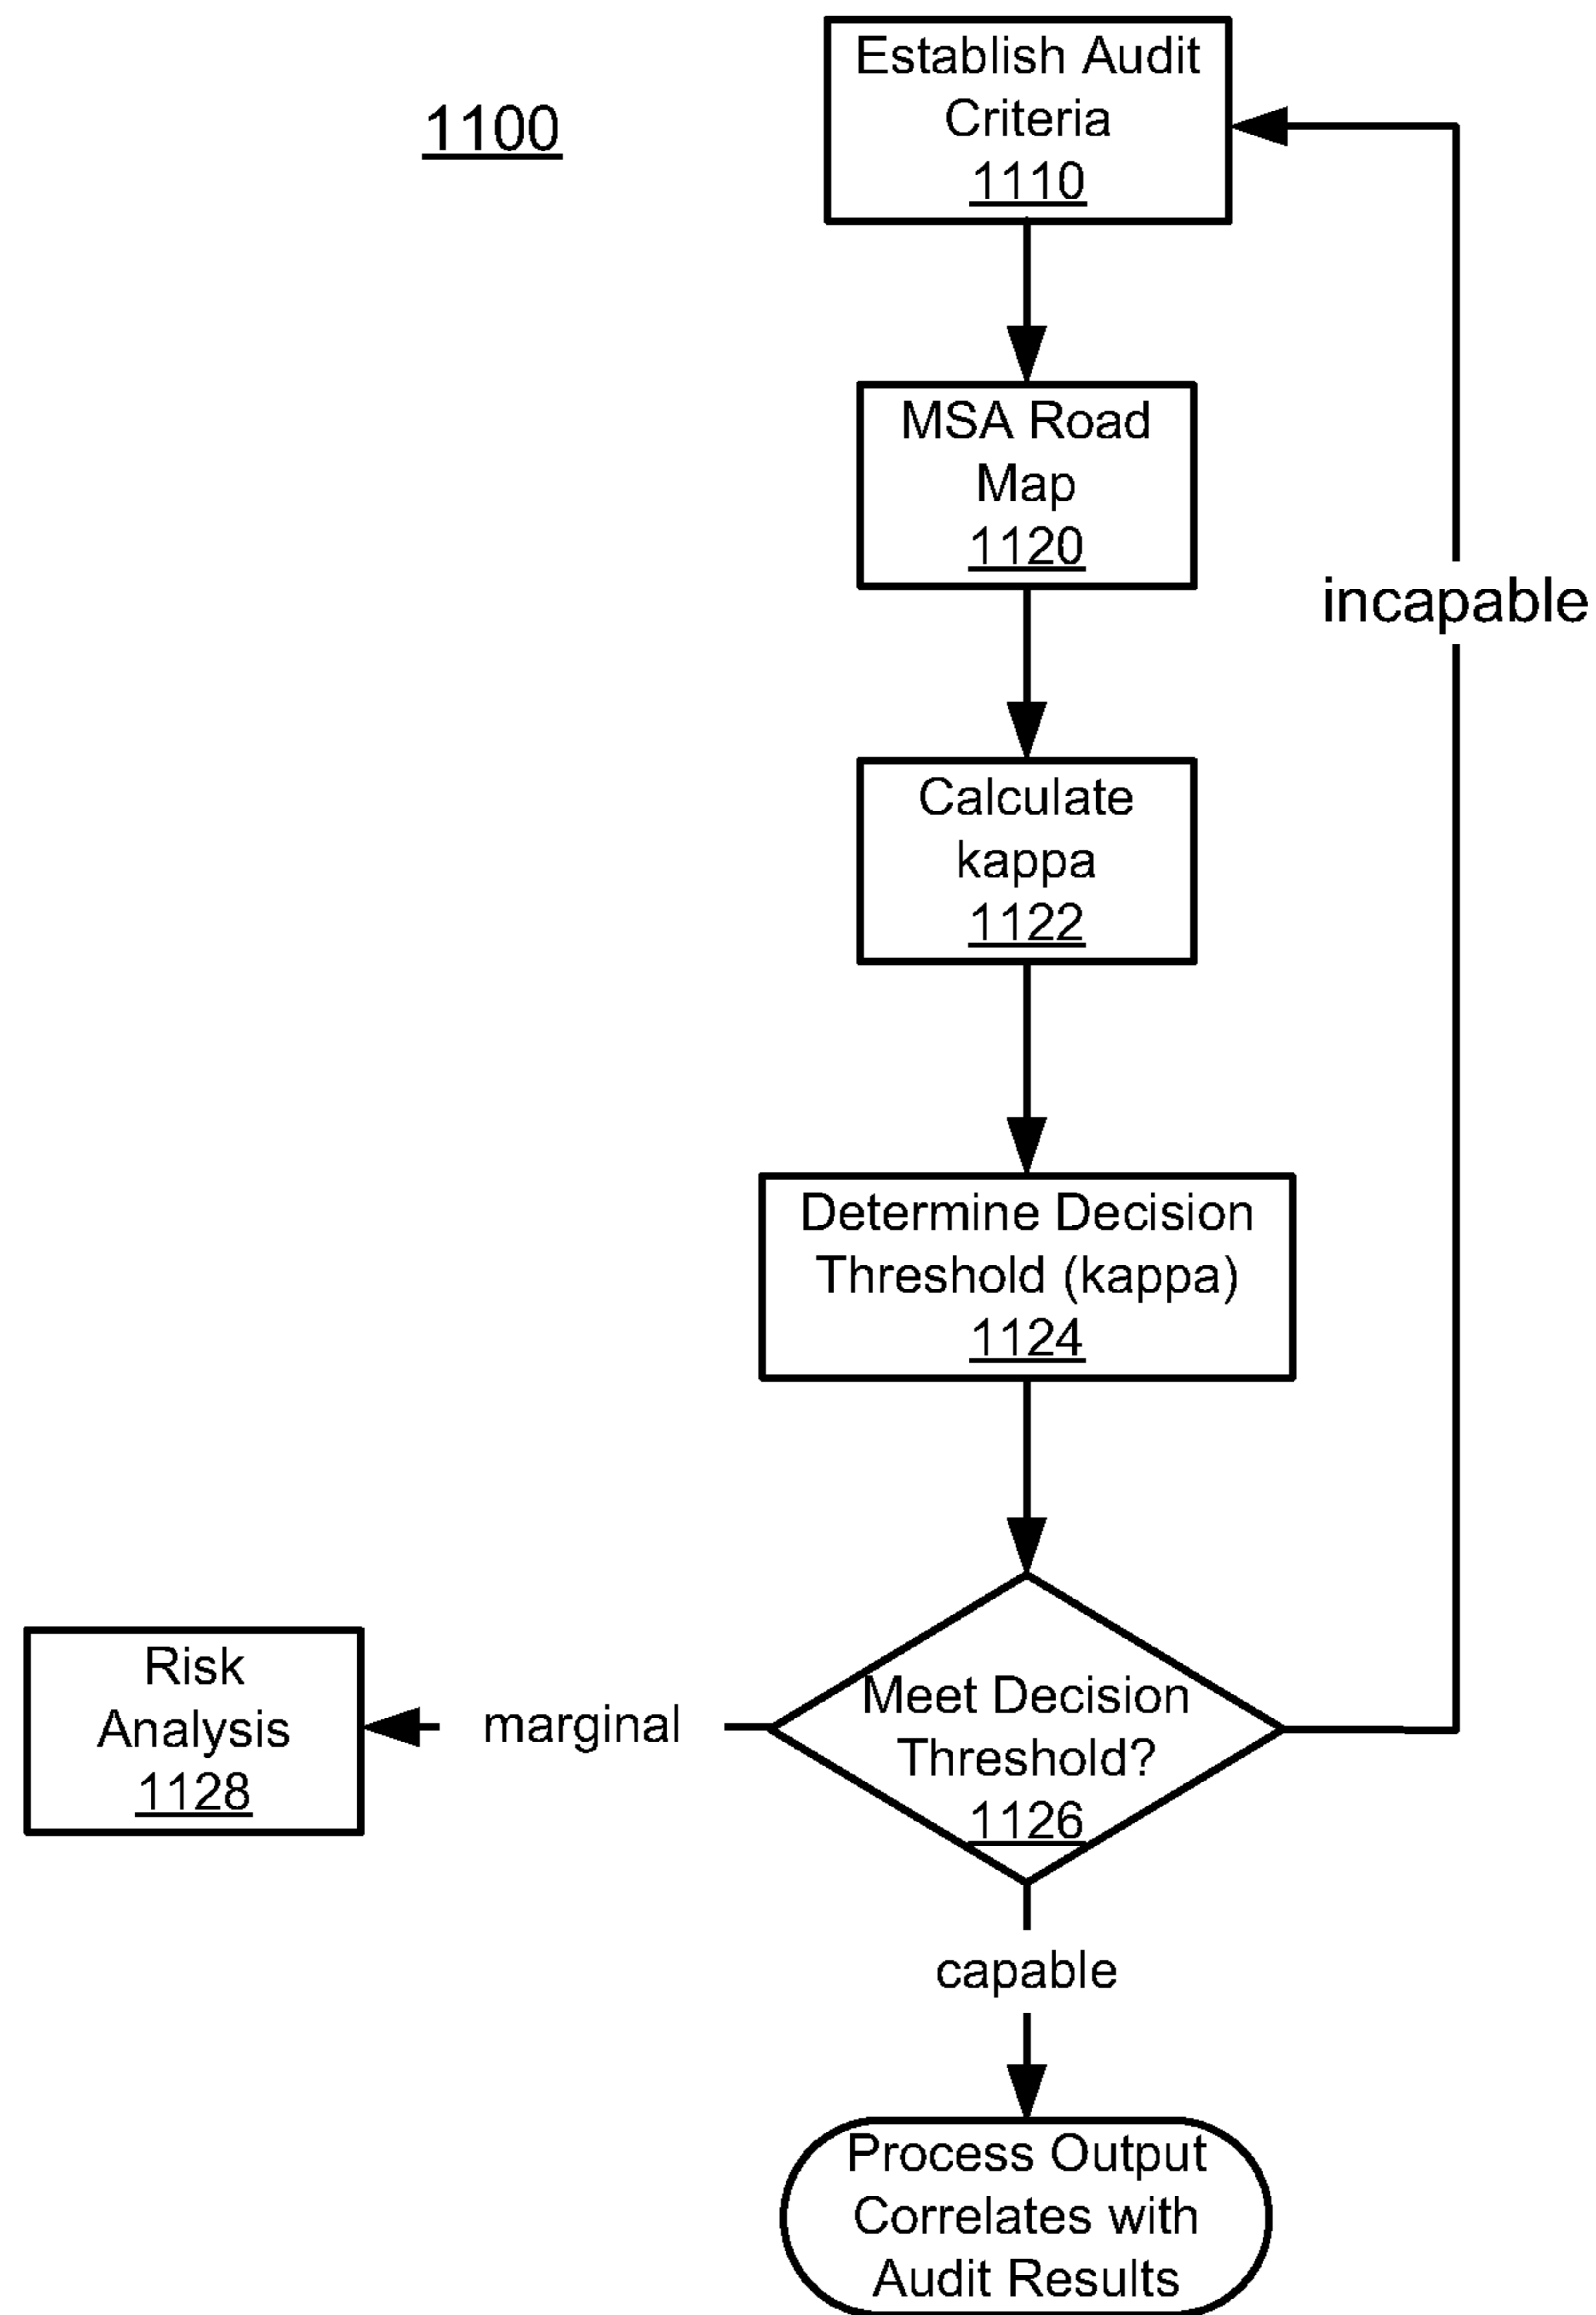 1100
Establish Audit
Criteria
1110
MSA Road
Map
1120
incapable
Calculate
kappa
1122
Determine Decision
Threshold (kappa)
1124
Meet Decision
Threshold?
1126
marginal
Risk
Analysis
1128
capable
Process Output
Correlates with
Audit Results